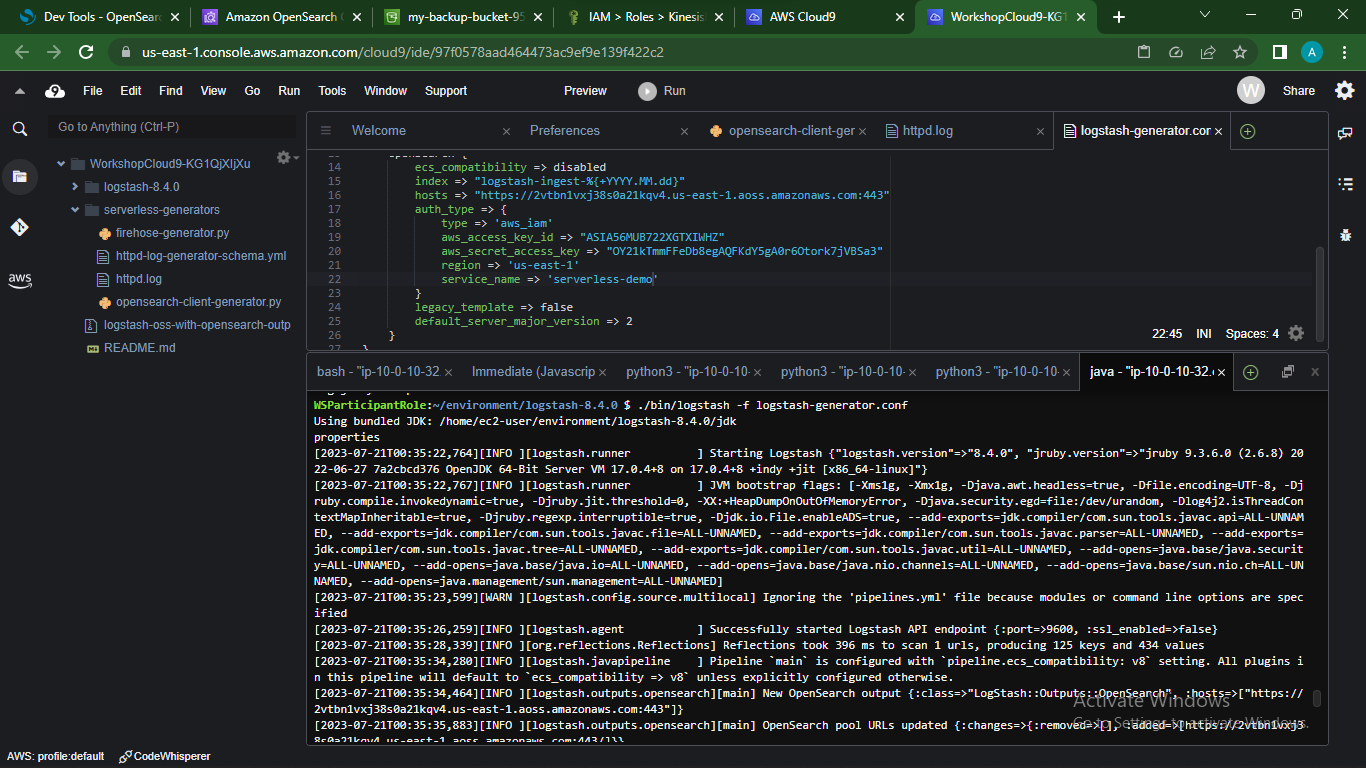 Dev Tools - OpenSearc
Amazon OpenSearch
my-backup-bucket-95
IAM > Roles > Kinesis
AWS Cloud9
WorkshopCloud9-KG1
us-east-1.console.aws.amazon.com/cloud9/ide/97f0578aad464473ac9ef9e139f422c2
A
9
File Edit Find View Go Run Tools Window Support Preview Run
W
Share
Go to Anything (Ctrl-P)
WorkshopCloud9-KG1QjXljXu
logstash-8.4.0
serverless-generators
firehose-generator.py
httpd-log-generator-schema.yml
httpd.log
opensearch-client-generator.py
logstash-oss-with-opensearch-outp
README.md
aws
Welcome
Preferences
opensearch-client-ger
httpd.log
logstash-generator.cor
opensearch {
14 ecs_compatibility => disabled
15 index => "logstash-ingest-%{+YYYY.MM.dd}"
16 hosts => "https://2vtbn1vxj38s0a21kqv4.us-east-1.aoss.amazonaws.com:443"
17 auth_type => {
18 type => 'aws_iam'
19 aws_access_key_id => "ASIA56MUB722XGTXIWHZ"
20 aws_secret_access_key => "OY21kTmmFFeDb8egAQFKdY5gA0r6Otork7jVBSa3"
21 region => 'us-east-1'
22 service_name => 'serverless-demo'
23 }
24 legacy_template => false
25 default_server_major_version => 2
26 }
27 }
22:45 INI Spaces: 4
bash - "ip-10-0-10-32
Immediate (Javascrip
python3 - "ip-10-0-10-
python3 - "ip-10-0-10-
python3 - "ip-10-0-10-
java - "ip-10-0-10-32.
WSParticipantRole:~/environment/logstash-8.4.0 $ ./bin/logstash -f logstash-generator.conf
Using bundled JDK: /home/ec2-user/environment/logstash-8.4.0/jdk
properties
[2023-07-21T00:35:22,764][INFO ][logstash.runner ] Starting Logstash {"logstash.version"=>"8.4.0", "jruby.version"=>"jruby 9.3.6.0 (2.6.8) 20
22-06-27 7a2cbcd376 OpenJDK 64-Bit Server VM 17.0.4+8 on 17.0.4+8 +indy +jit [x86_64-linux]"}
[2023-07-21T00:35:22,767][INFO ][logstash.runner ] JVM bootstrap flags: [-Xms1g, -Xmx1g, -Djava.awt.headless=true, -Dfile.encoding=UTF-8, -Dj
ruby.compile.invokedynamic=true, -Djruby.jit.threshold=0, -XX:+HeapDumpOnOutOfMemoryError, -Djava.security.egd=file:/dev/urandom, -Dlog4j2.isThreadCon
textMapInheritable=true, -Djruby.regexp.interruptible=true, -Djdk.io.File.enableADS=true, --add-exports=jdk.compiler/com.sun.tools.javac.api=ALL-UNNAM
ED, --add-exports=jdk.compiler/com.sun.tools.javac.file=ALL-UNNAMED, --add-exports=jdk.compiler/com.sun.tools.javac.parser=ALL-UNNAMED, --add-exports=
jdk.compiler/com.sun.tools.javac.tree=ALL-UNNAMED, --add-exports=jdk.compiler/com.sun.tools.javac.util=ALL-UNNAMED, --add-opens=java.base/java.securit
y=ALL-UNNAMED, --add-opens=java.base/java.io=ALL-UNNAMED, --add-opens=java.base/java.nio.channels=ALL-UNNAMED, --add-opens=java.base/sun.nio.ch=ALL-UN
NAMED, --add-opens=java.management/sun.management=ALL-UNNAMED]
[2023-07-21T00:35:23,599][WARN ][logstash.config.source.multilocal] Ignoring the 'pipelines.yml' file because modules or command line options are spec
ified
[2023-07-21T00:35:26,259][INFO ][logstash.agent ] Successfully started Logstash API endpoint {:port=>9600, :ssl_enabled=>false}
[2023-07-21T00:35:28,339][INFO ][org.reflections.Reflections] Reflections took 396 ms to scan 1 urls, producing 125 keys and 434 values
[2023-07-21T00:35:34,280][INFO ][logstash.javapipeline ] Pipeline `main` is configured with `pipeline.ecs_compatibility: v8` setting. All plugins i
n this pipeline will default to `ecs_compatibility => v8` unless explicitly configured otherwise.
[2023-07-21T00:35:34,464][INFO ][logstash.outputs.opensearch][main] New OpenSearch output {:class=>"LogStash::Outputs::OpenSearch", :hosts=>["https://
2vtbn1vxj38s0a21kqv4.us-east-1.aoss.amazonaws.com:443"]}
[2023-07-21T00:35:35,883][INFO ][logstash.outputs.opensearch][main] OpenSearch pool URLs updated {:changes=>{:removed=>[], :added=>[https://2vtbn1vxj3
8s0a21kqv4.us-east-1.aoss.amazonaws.com:443/]}}
Activate Windows
Go to Settings to activate Windows.
AWS: profile:default CodeWhisperer